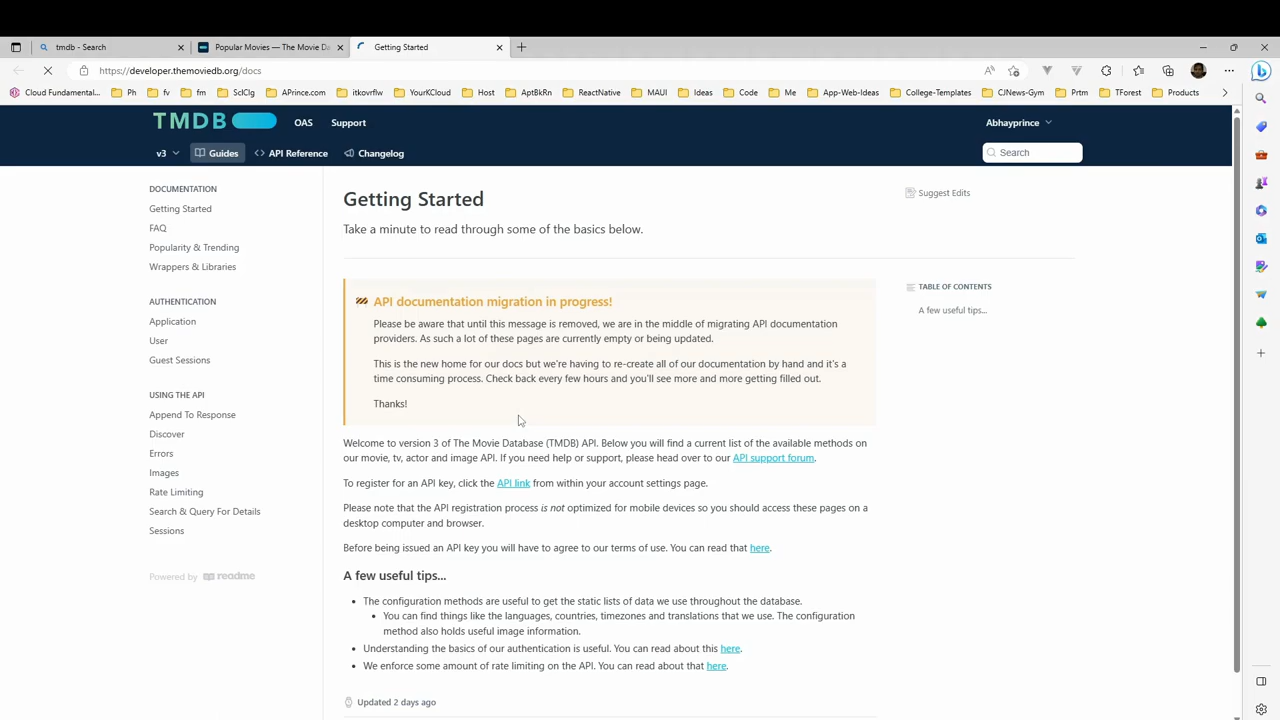 tmdb - Search
Popular Movies — The Movie Da
Getting Started
https://developer.themoviedb.org/docs
Cloud Fundamental...
Ph
fv
fm
ScIClg
APrince.com
itkovrflw
YourKCloud
Host
AptBkRn
ReactNative
MAUI
Ideas
Code
Me
App-Web-Ideas
College-Templates
CJNews-Gym
Prtm
TForest
Products
TMDB
OAS
Support
Abhayprince
v3
Guides
API Reference
Changelog
Search
DOCUMENTATION
Getting Started
FAQ
Popularity & Trending
Wrappers & Libraries
AUTHENTICATION
Application
User
Guest Sessions
USING THE API
Append To Response
Discover
Errors
Images
Rate Limiting
Search & Query For Details
Sessions
Powered by readme
Getting Started
Take a minute to read through some of the basics below.
Suggest Edits
API documentation migration in progress!
Please be aware that until this message is removed, we are in the middle of migrating API documentation
providers. As such a lot of these pages are currently empty or being updated.
This is the new home for our docs but we're having to re-create all of our documentation by hand and it's a
time consuming process. Check back every few hours and you'll see more and more getting filled out.
Thanks!
TABLE OF CONTENTS
A few useful tips...
Welcome to version 3 of The Movie Database (TMDB) API. Below you will find a current list of the available methods on
our movie, tv, actor and image API. If you need help or support, please head over to our API support forum.
To register for an API key, click the API link from within your account settings page.
Please note that the API registration process is not optimized for mobile devices so you should access these pages on a
desktop computer and browser.
Before being issued an API key you will have to agree to our terms of use. You can read that here.
A few useful tips...
• The configuration methods are useful to get the static lists of data we use throughout the database.
• You can find things like the languages, countries, timezones and translations that we use. The configuration
method also holds useful image information.
• Understanding the basics of our authentication is useful. You can read about this here.
• We enforce some amount of rate limiting on the API. You can read about that here.
Updated 2 days ago